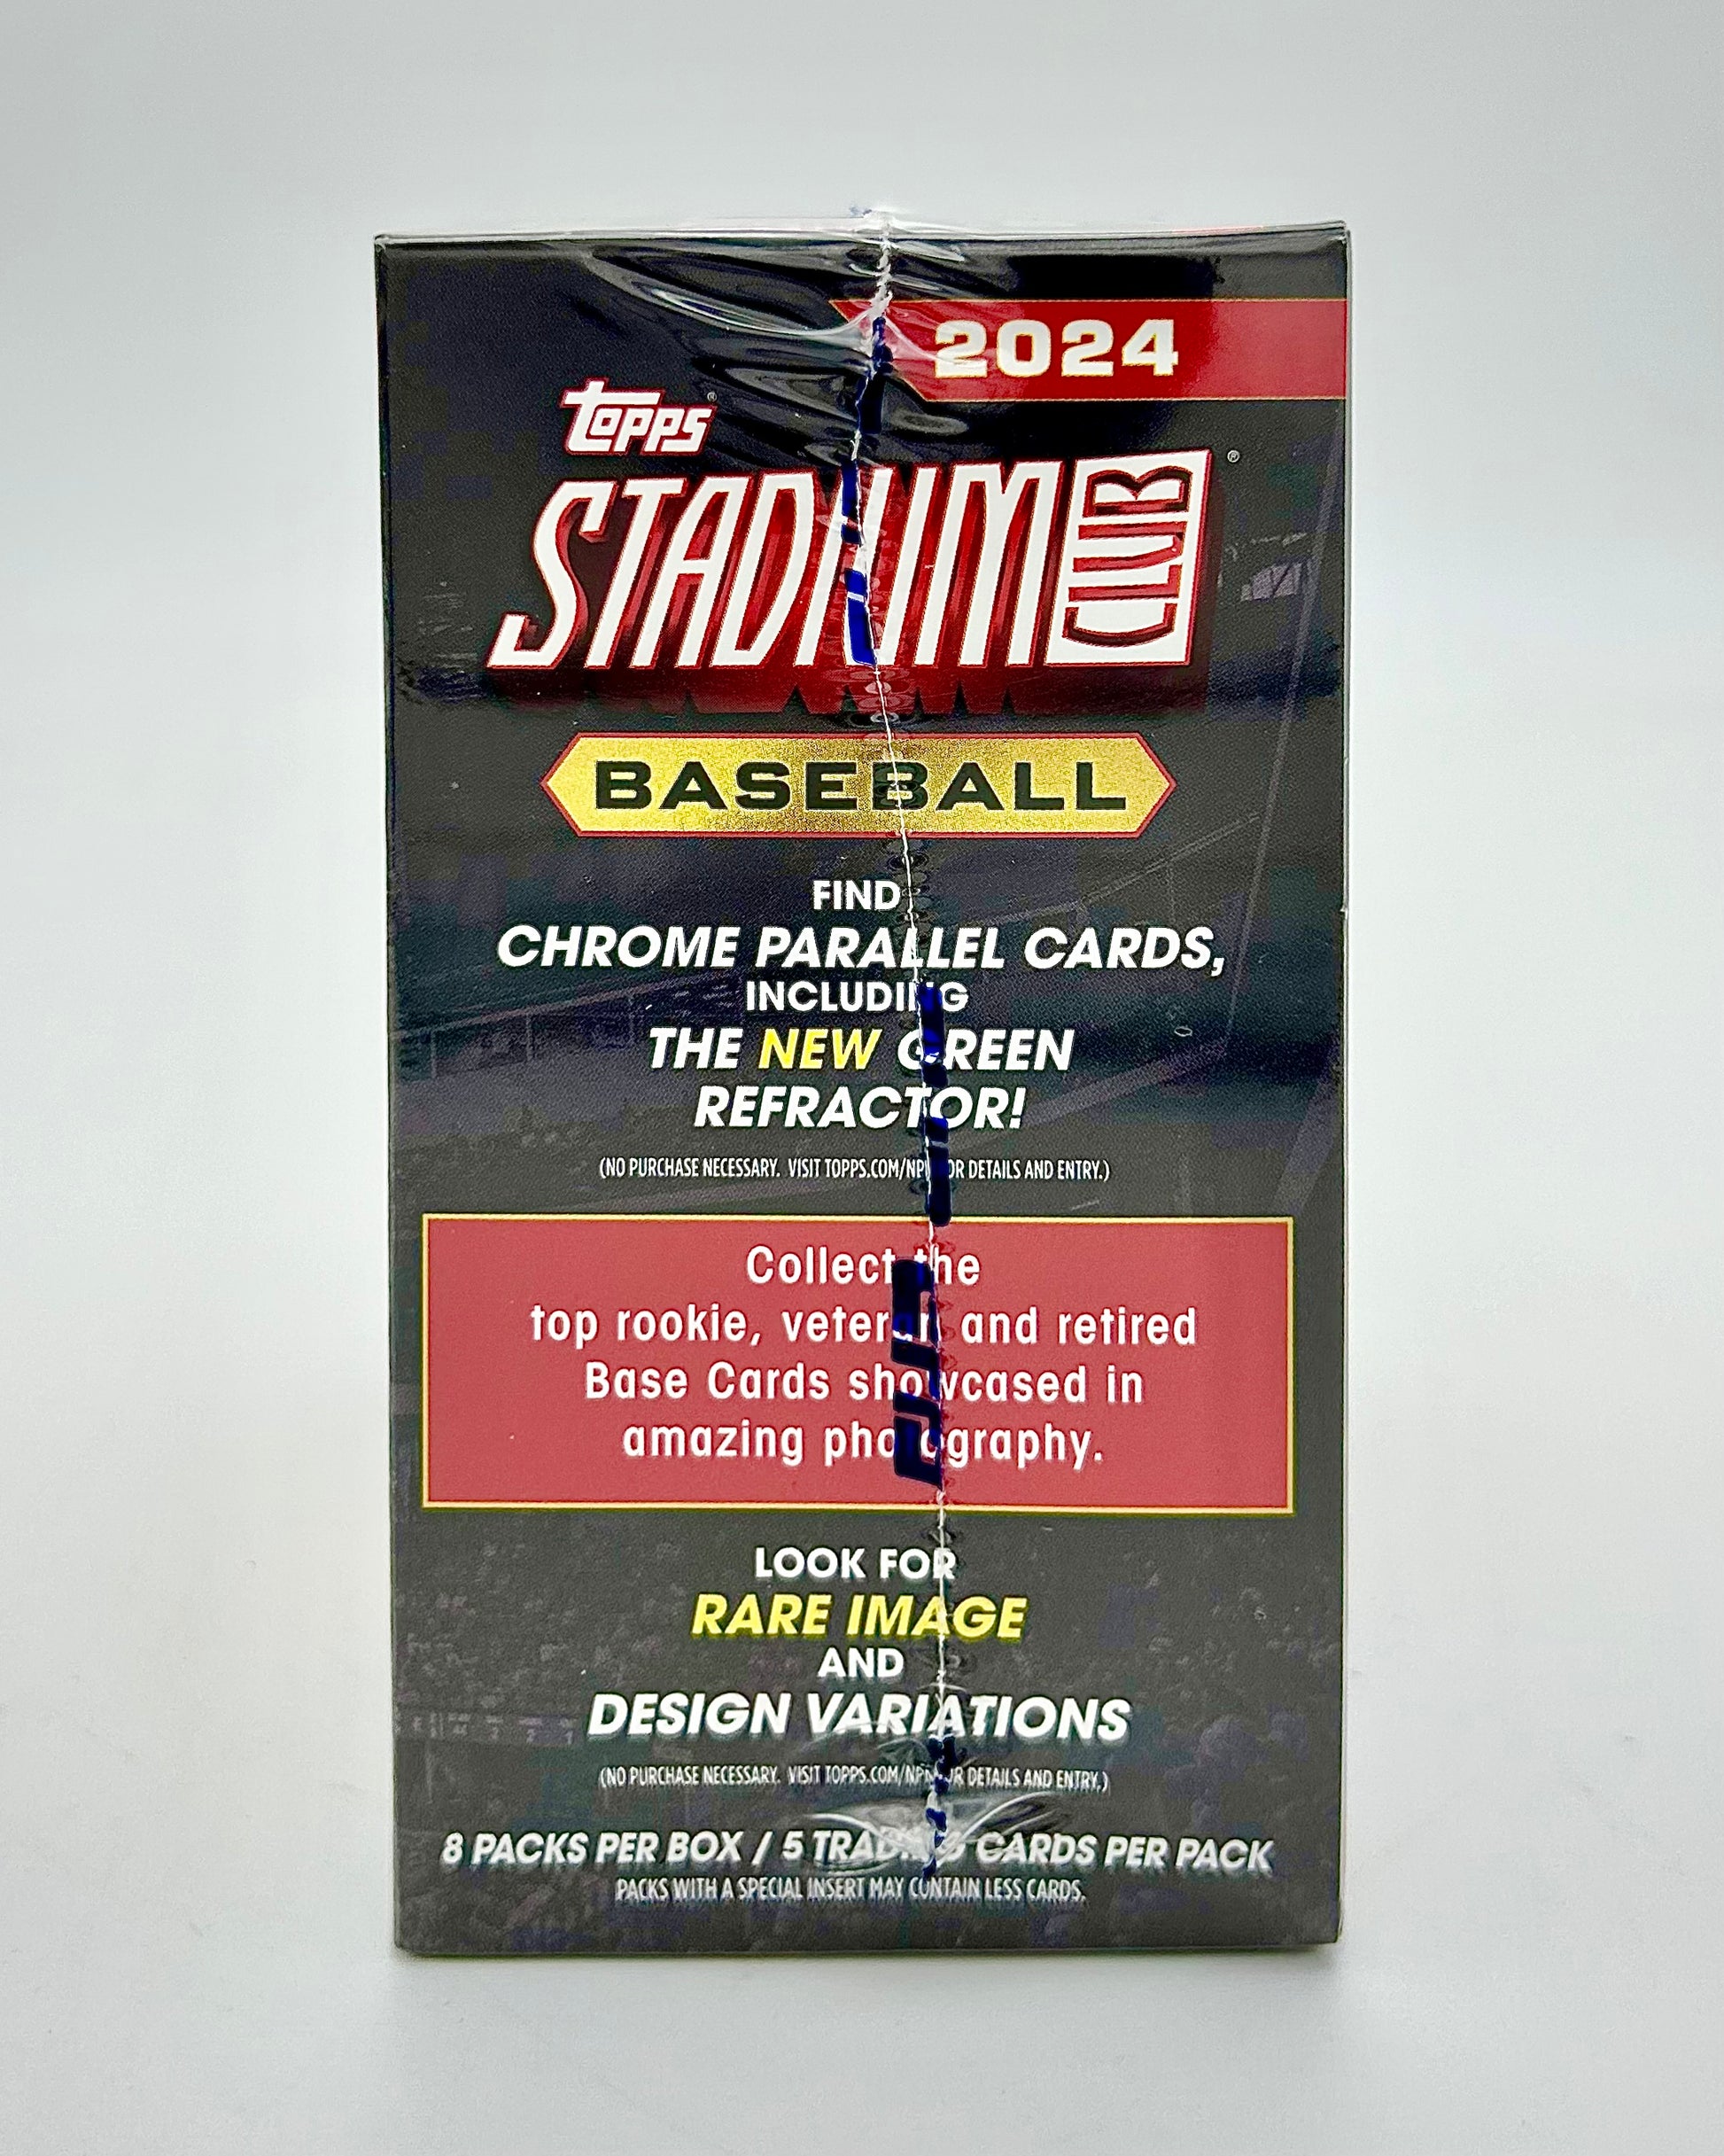 2024
topps
STADIUM CLUB
BASEBALL
FIND
CHROME PARALLEL CARDS,
INCLUDING
THE NEW GREEN
REFRACTOR!
(NO PURCHASE NECESSARY. VISIT TOPPS.COM/NPN FOR DETAILS AND ENTRY.)
Collect the
top rookie, veteran and retired
Base Cards showcased in
amazing photography.
LOOK FOR
RARE IMAGE
AND
DESIGN VARIATIONS
(NO PURCHASE NECESSARY. VISIT TOPPS.COM/NPN FOR DETAILS AND ENTRY.)
8 PACKS PER BOX / 5 TRADING CARDS PER PACK
PACKS WITH A SPECIAL INSERT MAY CONTAIN LESS CARDS.